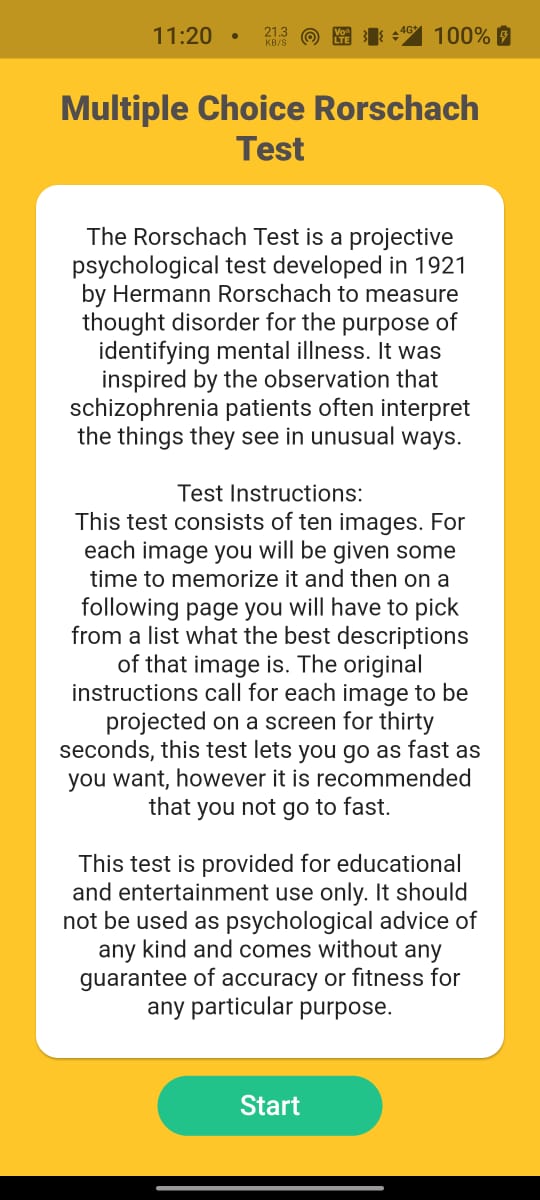 11:20 • 21.3 KB/S Vo LTE 4G+ 100%
Multiple Choice Rorschach
Test
The Rorschach Test is a projective
psychological test developed in 1921
by Hermann Rorschach to measure
thought disorder for the purpose of
identifying mental illness. It was
inspired by the observation that
schizophrenia patients often interpret
the things they see in unusual ways.
Test Instructions:
This test consists of ten images. For
each image you will be given some
time to memorize it and then on a
following page you will have to pick
from a list what the best descriptions
of that image is. The original
instructions call for each image to be
projected on a screen for thirty
seconds, this test lets you go as fast as
you want, however it is recommended
that you not go to fast.
This test is provided for educational
and entertainment use only. It should
not be used as psychological advice of
any kind and comes without any
guarantee of accuracy or fitness for
any particular purpose.
Start